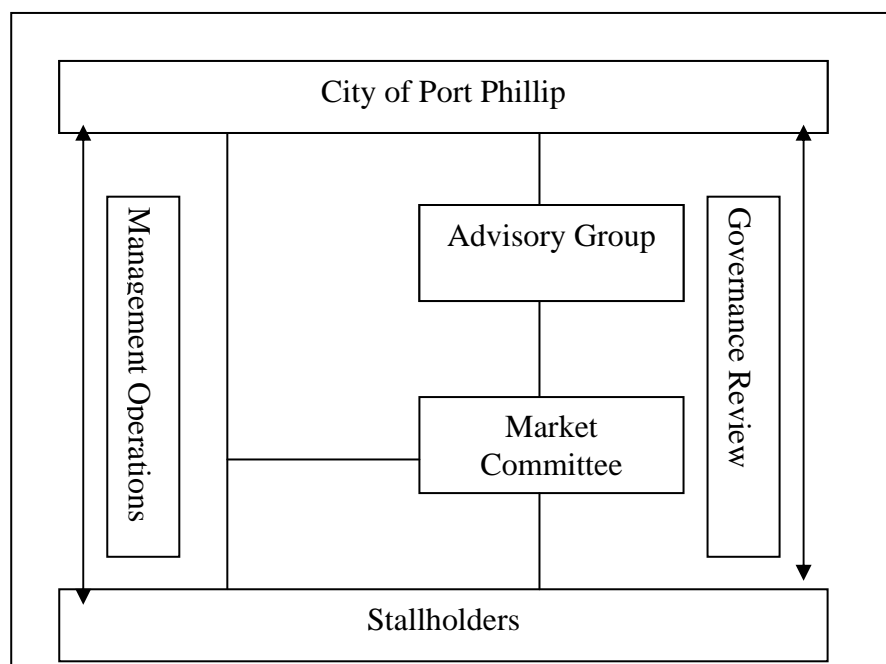 City of Port Phillip
Management Operations
Advisory Group
Governance Review
Market
Committee
Stallholders